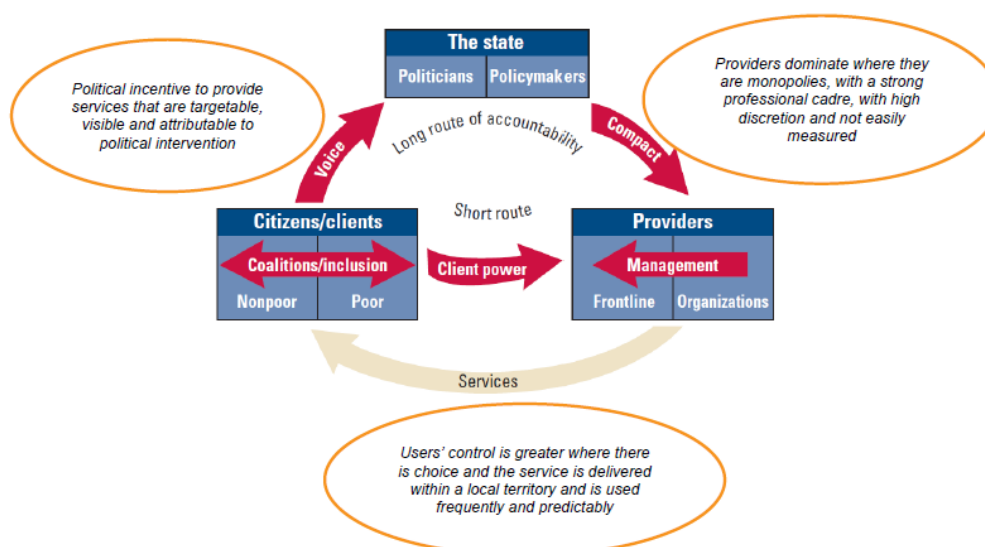 The state
Politicians
Policymakers
Political incentive to provide
services that are targetable,
visible and attributable to
political intervention
Providers dominate where they
are monopolies, with a strong
professional cadre, with high
discretion and not easily
measured
Long route of accountability
Voice
Compact
Short route
Citizens/clients
Coalitions/inclusion
Nonpoor
Poor
Client power
Providers
Management
Frontline
Organizations
Services
Users' control is greater where there
is choice and the service is delivered
within a local territory and is used
frequently and predictably